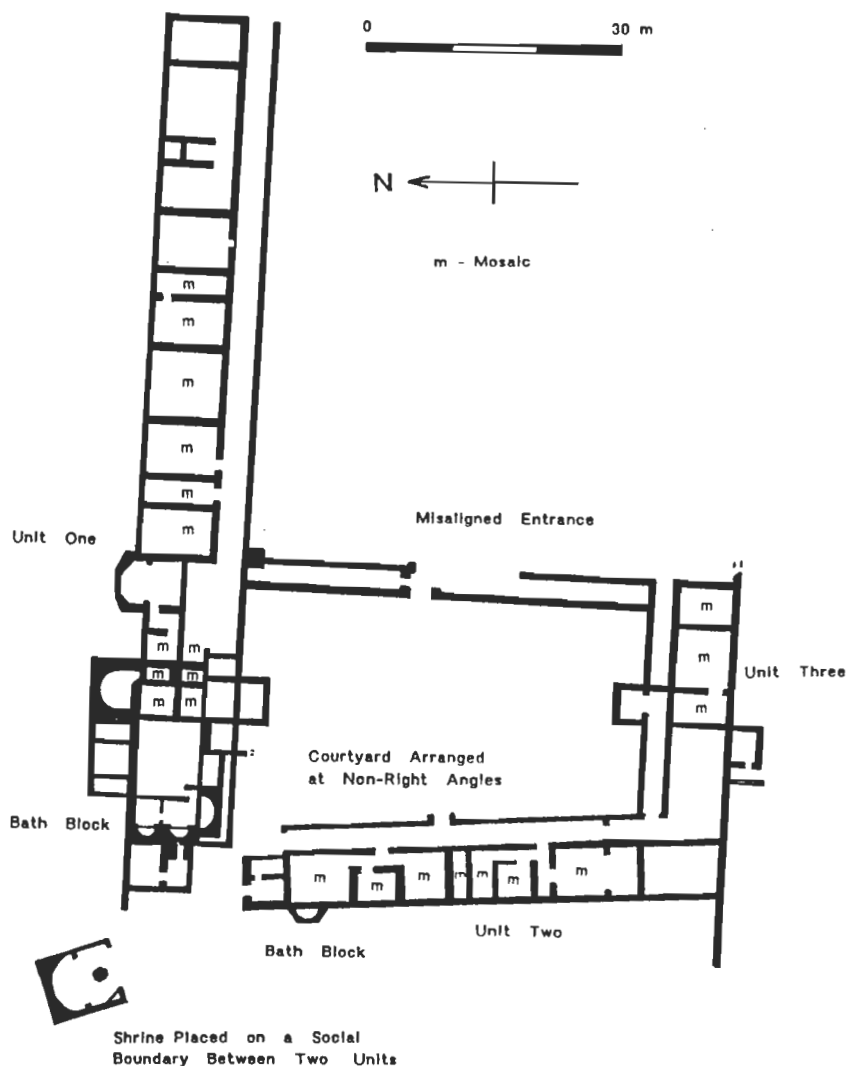 0 30 m
N
m - Mosaic
m
m
m
m
m
m
Misaligned Entrance
Unit One
m
m m
m
m m
Unit Three
m m
m
Courtyard Arranged
at Non-Right Angles
Bath Block
m m m m m m m
Unit Two
Bath Block
Shrine Placed on a Social
Boundary Between Two Units